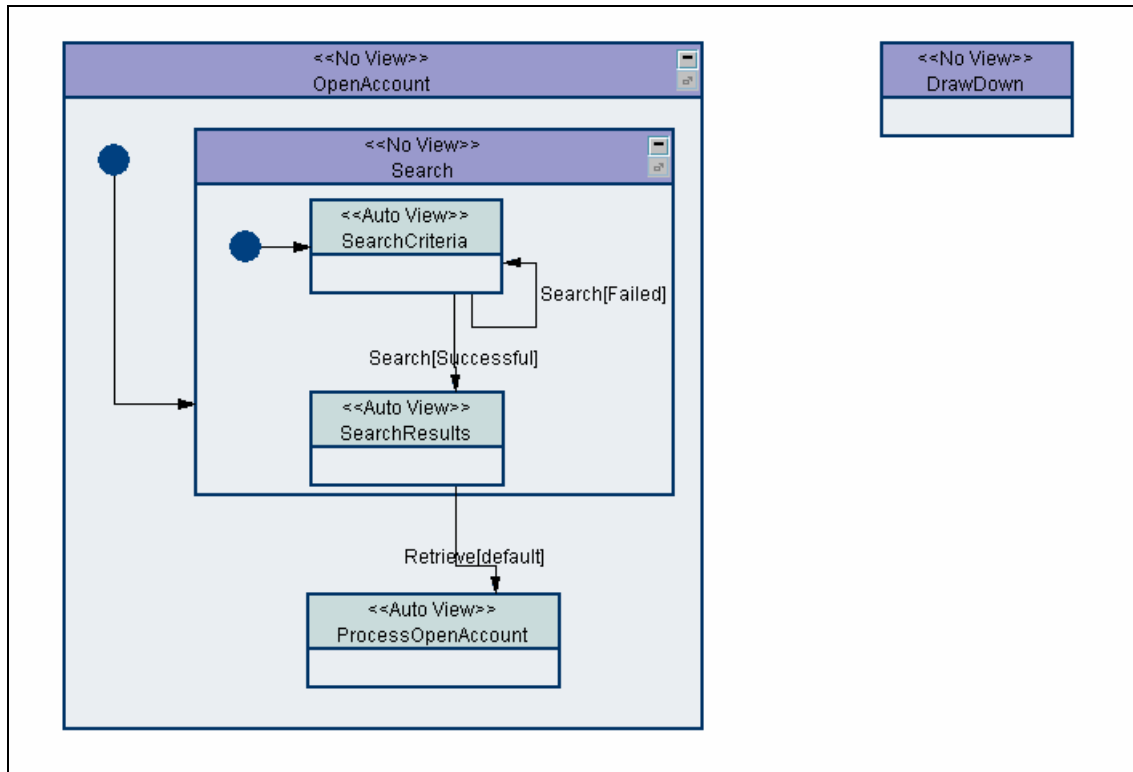 <<No View>>
OpenAccount
<<No View>>
DrawDown
<<No View>>
Search
<<Auto View>>
SearchCriteria
Search[Failed]
Search[Successful]
<<Auto View>>
SearchResults
Retrieve[default]
<<Auto View>>
ProcessOpenAccount